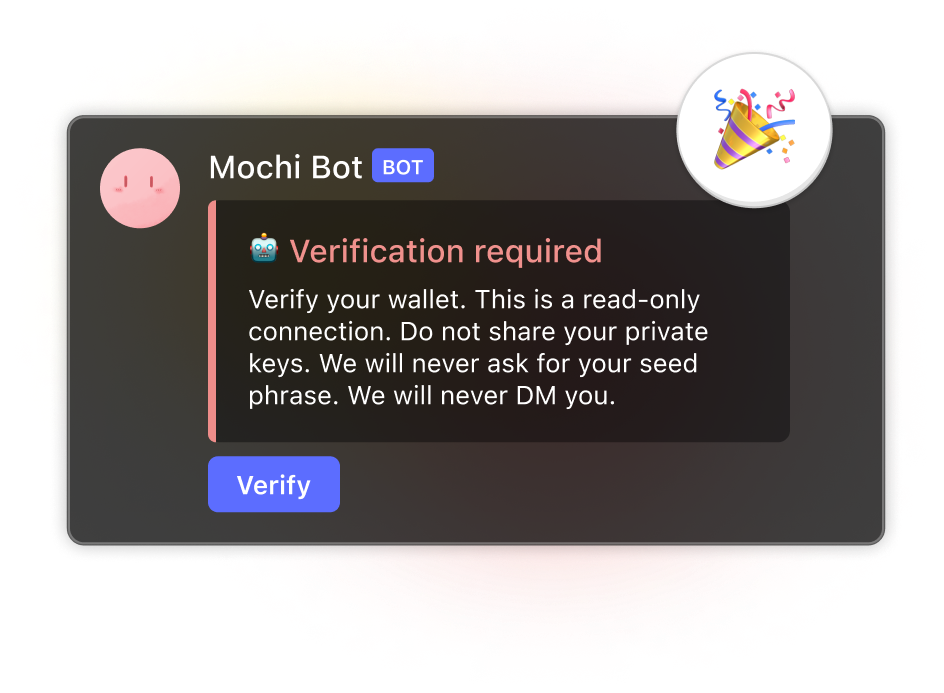 Mochi Bot BOT
Verification required
Verify your wallet. This is a read-only
connection. Do not share your private
keys. We will never ask for your seed
phrase. We will never DM you.
Verify